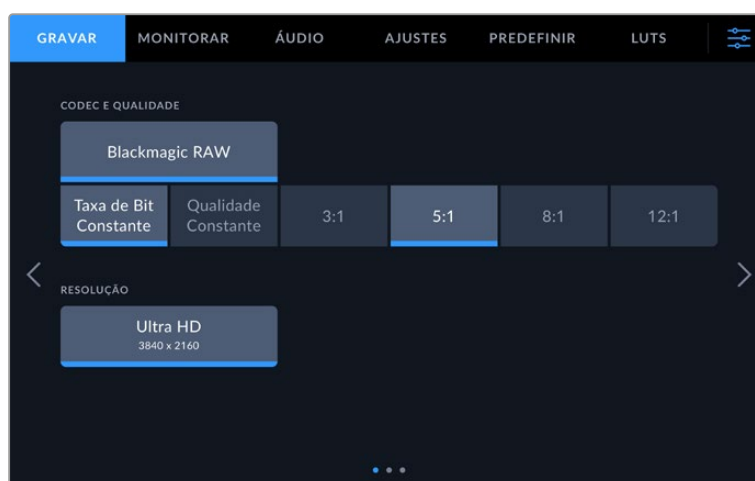 GRAVAR MONITORAR ÁUDIO AJUSTES PREDEFINIR LUTS
CODEC E QUALIDADE
Blackmagic RAW
Taxa de Bit Constante Qualidade Constante 3:1 5:1 8:1 12:1
RESOLUÇÃO
Ultra HD
3840 x 2160